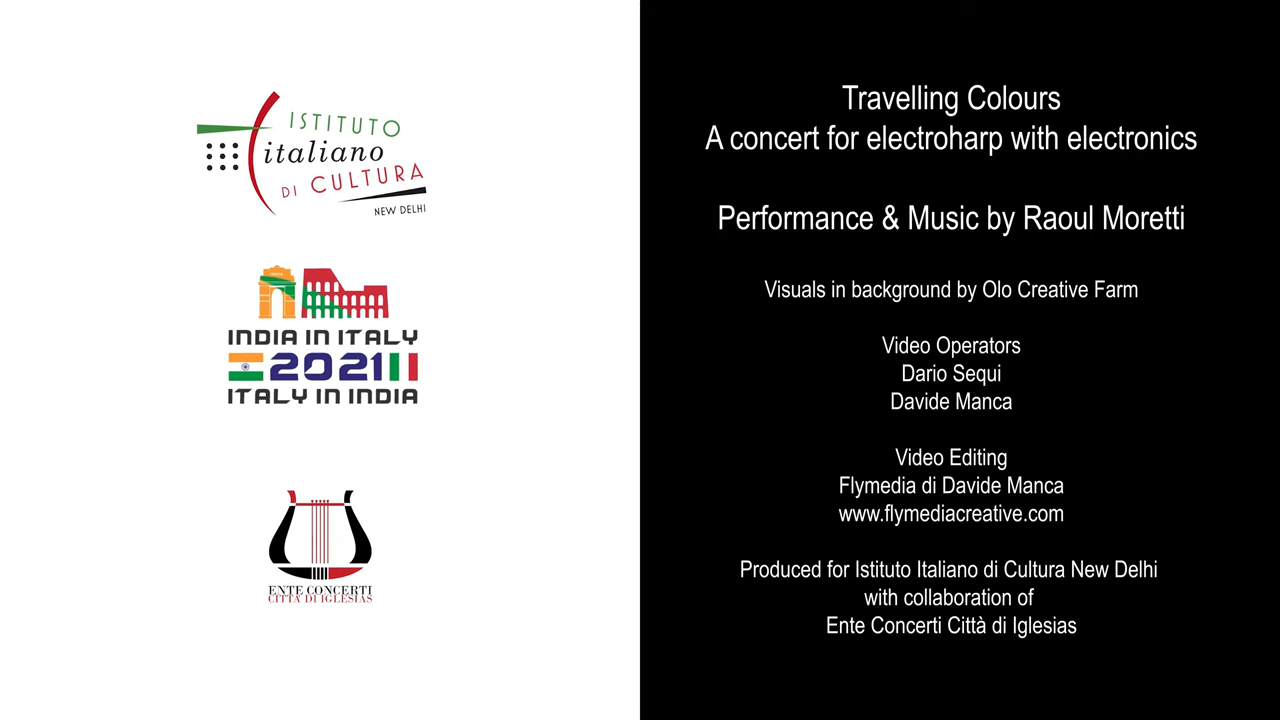 ISTITUTO
italiano
DI CULTURA
NEW DELHI
INDIA
INDIA IN ITALY
2021
ITALY IN INDIA
ENTE CONCERTI
CITTÀ DI IGLESIAS
Travelling Colours
A concert for electroharp with electronics
Performance & Music by Raoul Moretti
Visuals in background by Olo Creative Farm
Video Operators
Dario Sequi
Davide Manca
Video Editing
Flymedia di Davide Manca
www.flymediacreative.com
Produced for Istituto Italiano di Cultura New Delhi
with collaboration of
Ente Concerti Città di Iglesias